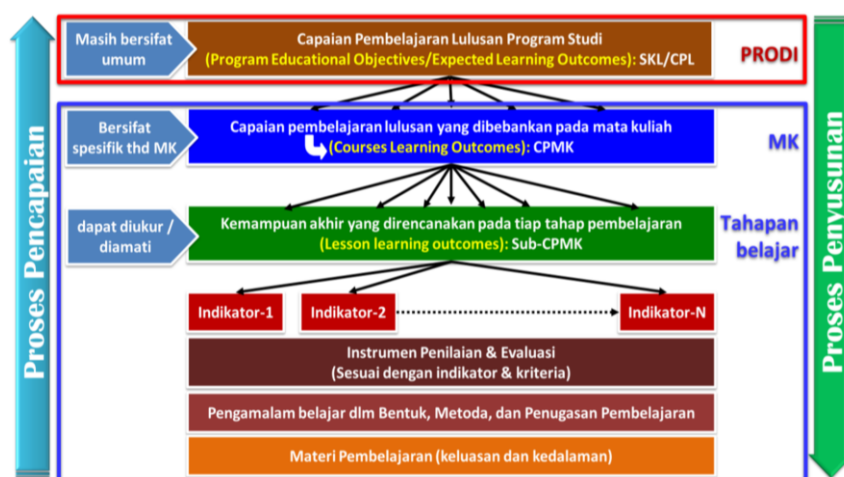 Masih bersifat
umum
Capaian Pembelajaran Lulusan Program Studi
(Program Educational Objectives/Expected Learning Outcomes): SKL/CPL
PRODI
Bersifat
spesifik thd MK
Capaian pembelajaran lulusan yang dibebankan pada mata kuliah
(Courses Learning Outcomes): CPMK
MK
dapat diukur /
diamati
Kemampuan akhir yang direncanakan pada tiap tahap pembelajaran
(Lesson learning outcomes): Sub-CPMK
Tahapan
belajar
Indikator-1
Indikator-2
Indikator-N
Instrumen Penilaian & Evaluasi
(Sesuai dengan indikator & kriteria)
Pengamalam belajar dlm Bentuk, Metoda, dan Penugasan Pembelajaran
Materi Pembelajaran (keluasan dan kedalaman)
Proses Pencapaian
Proses Penyusunan